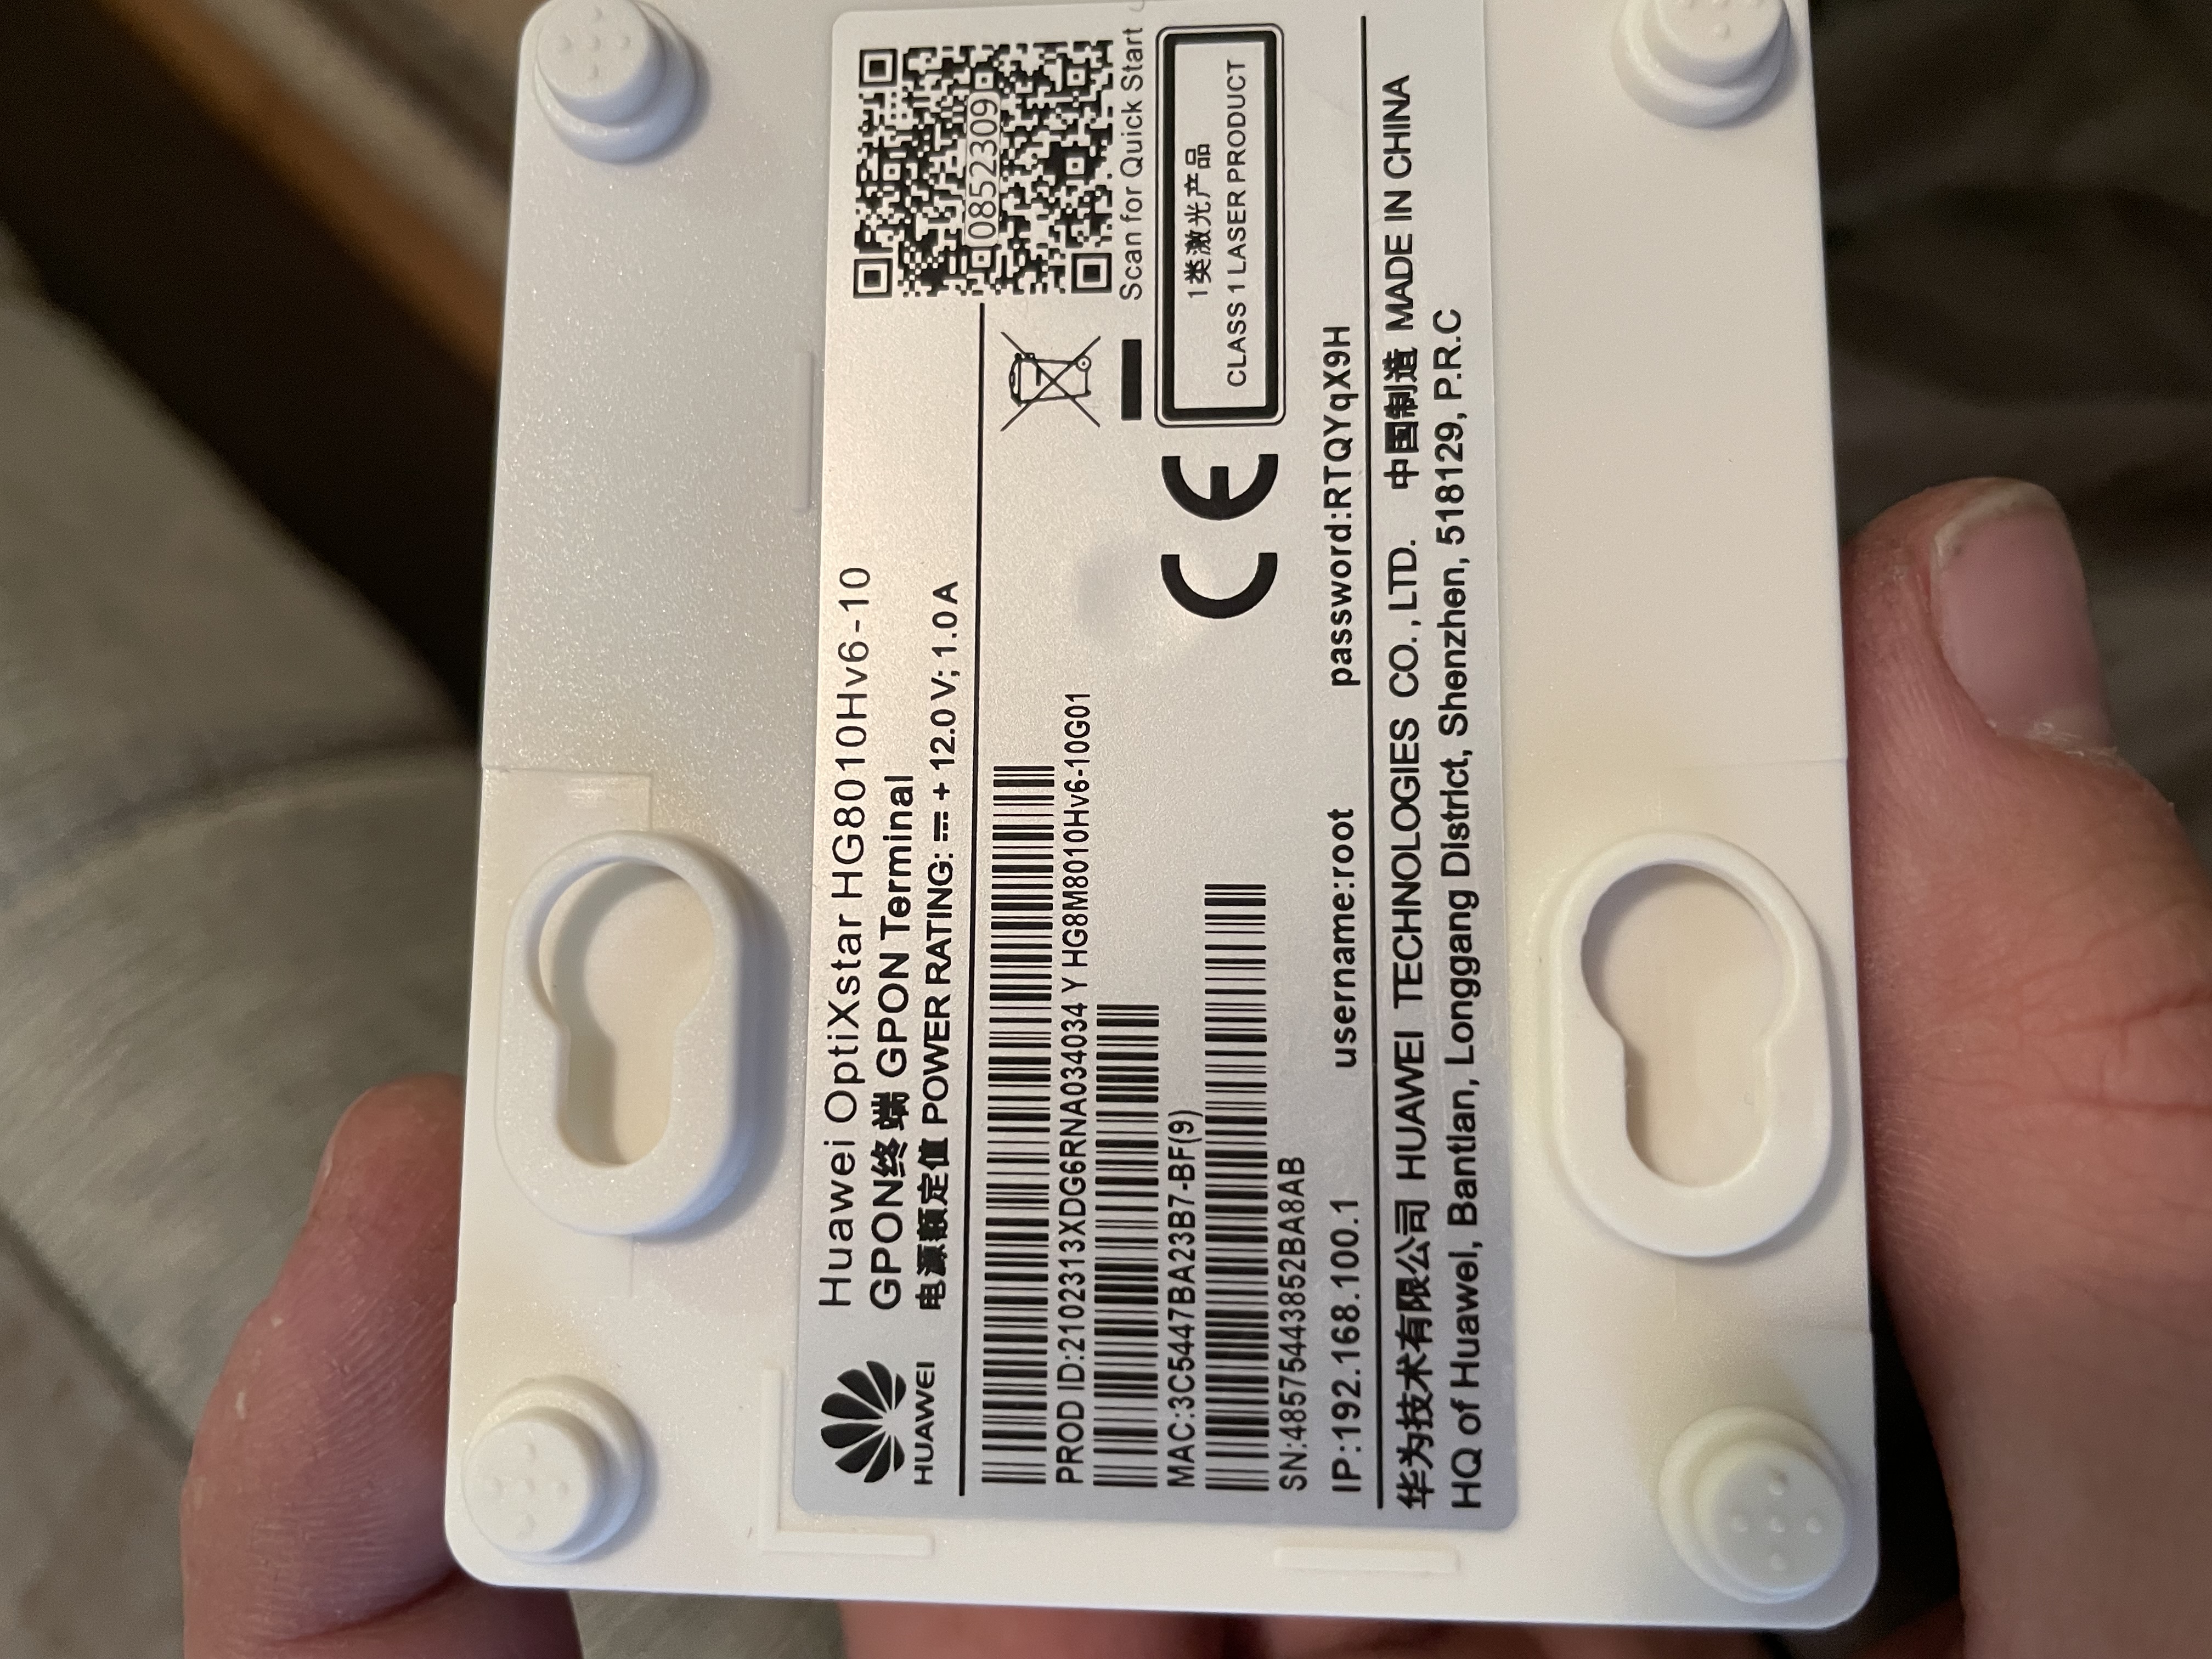 HUAWEI
Huawei OptiXstar HG8010Hv6-10
GPON终端 GPON Terminal
电源额定值 POWER RATING: ⎓ + 12.0 V; 1.0 A
0852309
Scan for Quick Start
PROD ID:2102313XDG6RNA034034 Y HG8M8010Hv6-10G01
MAC:3C5447BA23B7-BF(9)
SN:48575443852BA8AB
CE
1类激光产品
CLASS 1 LASER PRODUCT
IP:192.168.100.1 username:root password:RTQYqX9H
华为技术有限公司 HUAWEI TECHNOLOGIES CO., LTD. 中国制造 MADE IN CHINA
HQ of Huawei, Bantian, Longgang District, Shenzhen, 518129, P.R.C